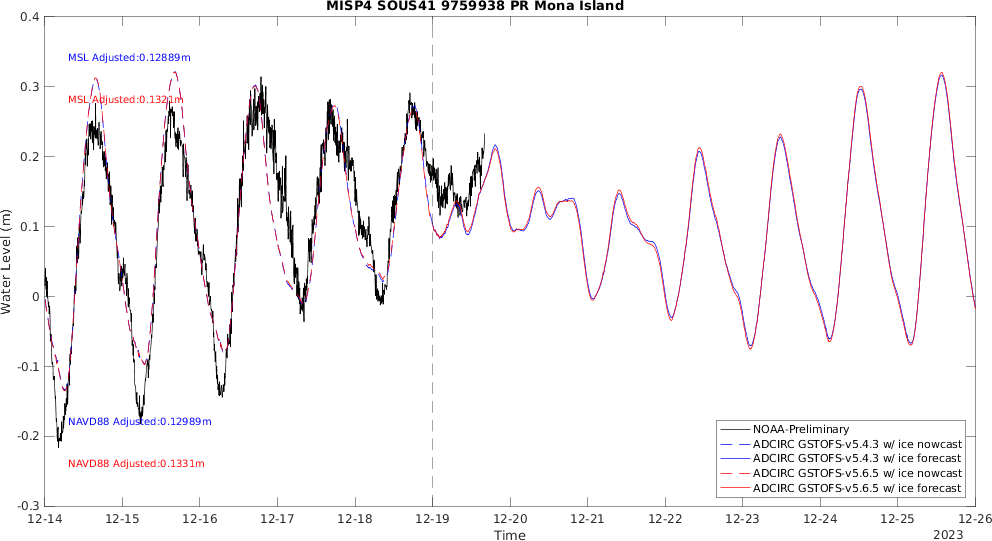 MISP4 SOUS41 9759938 PR Mona Island
0.4
MSL Adjusted:0.12889m
0.3
MSL Adjusted:0.1321m
0.2
0.1
Water Level (m)
0
-0.1
NAVD88 Adjusted:0.12989m
-0.2
NAVD88 Adjusted:0.1331m
-0.3
NOAA-Preliminary
ADCIRC GSTOFS-v5.4.3 w/ ice nowcast
ADCIRC GSTOFS-v5.4.3 w/ ice forecast
ADCIRC GSTOFS-v5.6.5 w/ ice nowcast
ADCIRC GSTOFS-v5.6.5 w/ ice forecast
12-14 12-15 12-16 12-17 12-18 12-19 12-20 12-21 12-22 12-23 12-24 12-25 12-26
Time
2023